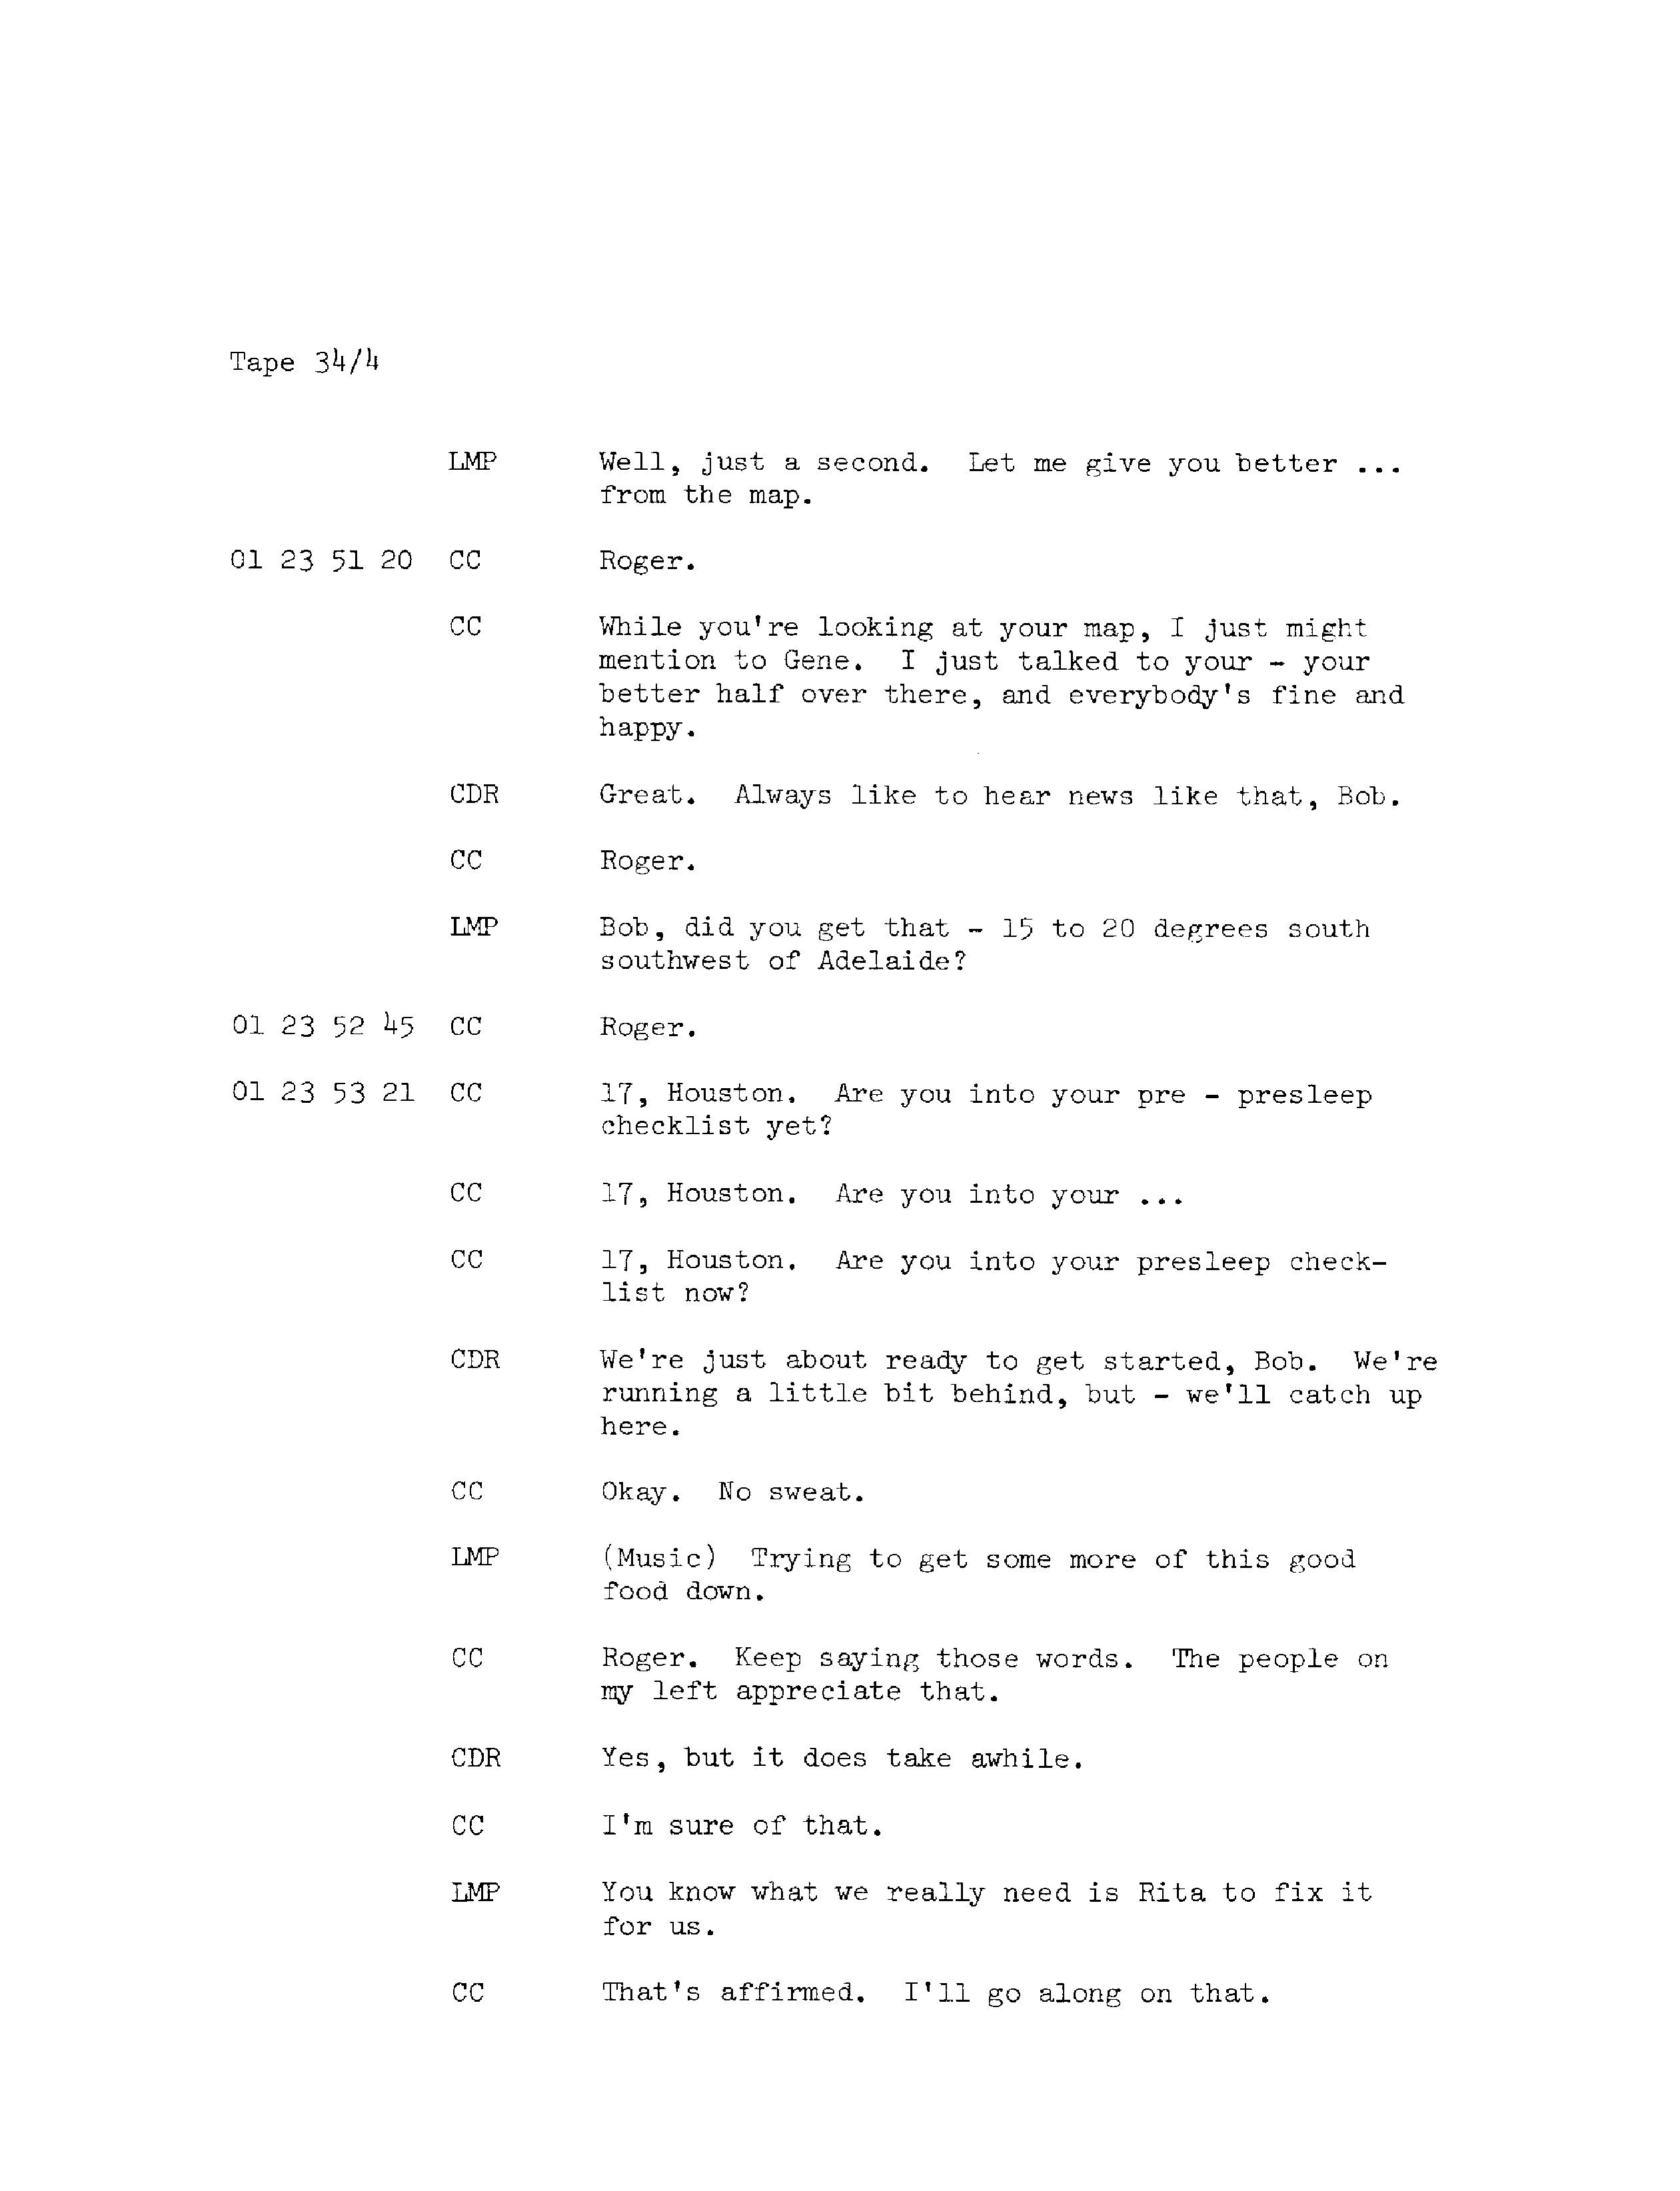 Tape 34/4
LMP Well, just a second. Let me give you better ...
from the map.
01 23 51 20 CC Roger.
CC While you're looking at your map, I just might
mention to Gene. I just talked to your - your
better half over there, and everybody's fine and
happy.
CDR Great. Always like to hear news like that, Bob.
CC Roger.
LMP Bob, did you get that - 15 to 20 degrees south
southwest of Adelaide?
01 23 52 45 CC Roger.
01 23 53 21 CC 17, Houston. Are you into your pre - presleep
checklist yet?
CC 17, Houston. Are you into your ...
CC 17, Houston. Are you into your presleep check-
list now?
CDR We're just about ready to get started, Bob. We're
running a little bit behind, but - we'll catch up
here.
CC Okay. No sweat.
LMP (Music) Trying to get some more of this good
food down.
CC Roger. Keep saying those words. The people on
my left appreciate that.
CDR Yes, but it does take awhile.
CC I'm sure of that.
LMP You know what we really need is Rita to fix it
for us.
CC That's affirmed. I'll go along on that.